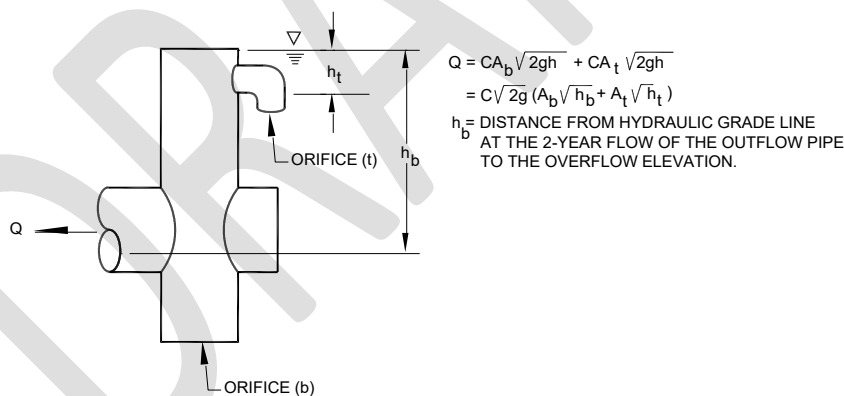 Q = CA_b√2gh + CA_t √2gh
= C√2g (A_b√h_b + A_t√h_t)
h_b = DISTANCE FROM HYDRAULIC GRADE LINE
AT THE 2-YEAR FLOW OF THE OUTFLOW PIPE
TO THE OVERFLOW ELEVATION.
h_t
ORIFICE (t)
h_b
Q
ORIFICE (b)
DRA